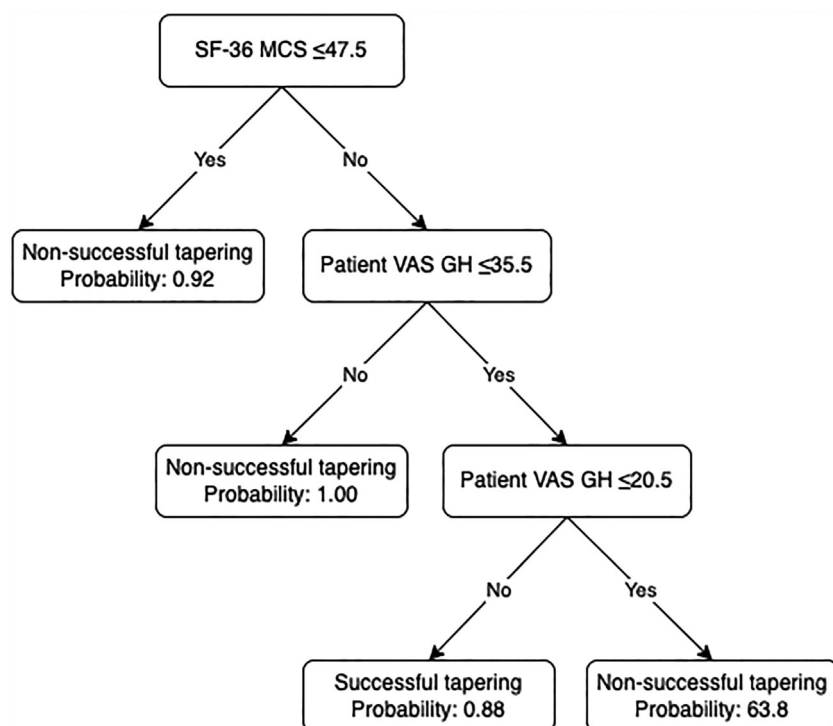 SF-36 MCS ≤47.5
Yes
No
Non-successful tapering
Probability: 0.92
Patient VAS GH ≤35.5
No
Yes
Non-successful tapering
Probability: 1.00
Patient VAS GH ≤20.5
No
Yes
Successful tapering
Probability: 0.88
Non-successful tapering
Probability: 63.8